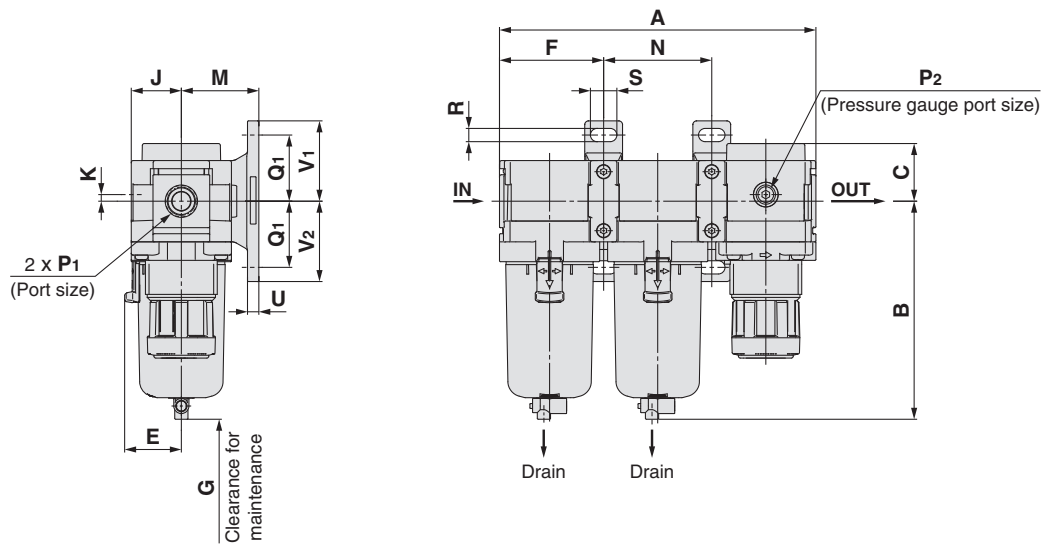 A
F
N
J
M
S
P2
(Pressure gauge port size)
R
K
Q1
V1
C
IN
OUT
Q1
V2
2 x P1
(Port size)
U
B
E
G
Clearance for
maintenance
Drain
Drain